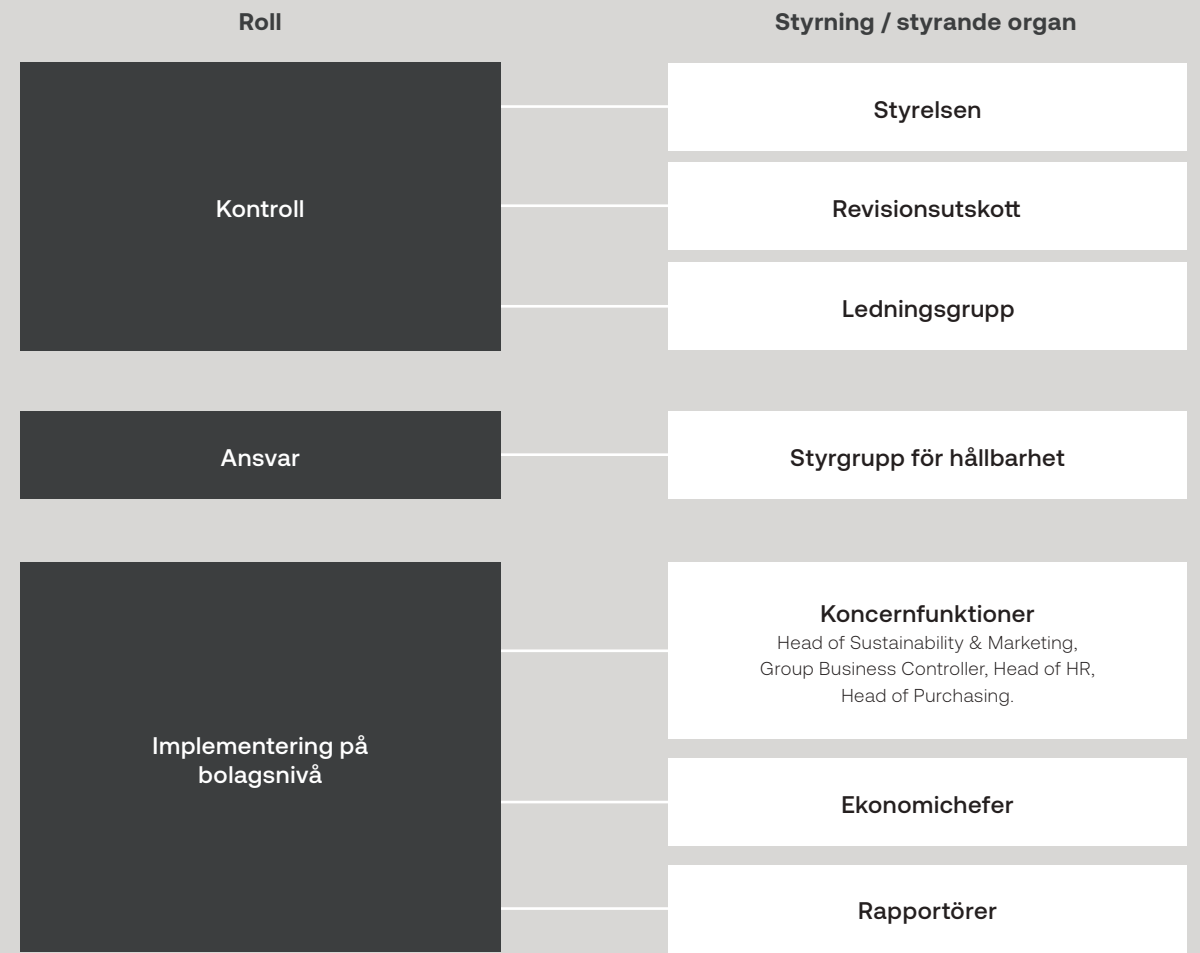 Roll
Styrning / styrande organ
Kontroll
Styrelsen
Revisionsutskott
Ledningsgrupp
Ansvar
Styrgrupp för hållbarhet
Implementering på
bolagsnivå
Koncernfunktioner
Head of Sustainability & Marketing,
Group Business Controller, Head of HR,
Head of Purchasing.
Ekonomichefer
Rapportörer